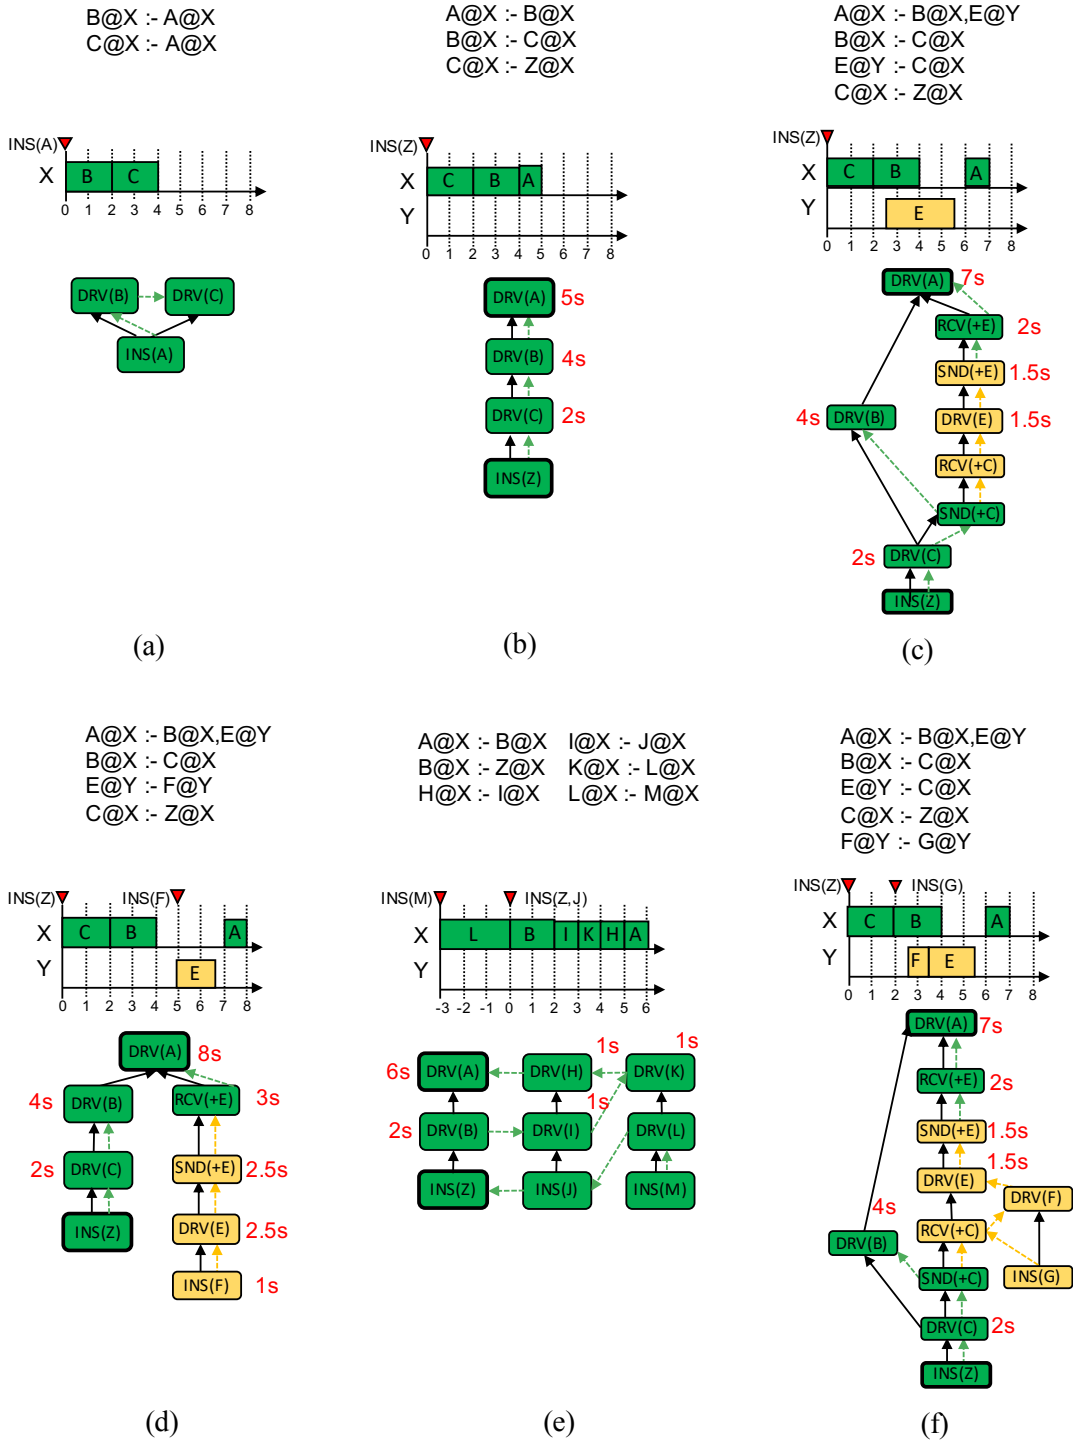 B@X :- A@X
C@X :- A@X
INS(A)
X
B
C
0 1 2 3 4 5 6 7 8
DRV(B)
DRV(C)
INS(A)
(a)
A@X :- B@X
B@X :- C@X
C@X :- Z@X
INS(Z)
X
C
B
A
Y
0 1 2 3 4 5 6 7 8
DRV(A) 5s
DRV(B) 4s
DRV(C) 2s
INS(Z)
(b)
A@X :- B@X,E@Y
B@X :- C@X
E@Y :- C@X
C@X :- Z@X
INS(Z)
X
C
B
A
Y
E
0 1 2 3 4 5 6 7 8
DRV(A) 7s
RCV(+E) 2s
SND(+E) 1.5s
4s DRV(B)
DRV(E) 1.5s
RCV(+C)
SND(+C)
2s DRV(C)
INS(Z)
(c)
A@X :- B@X,E@Y
B@X :- C@X
E@Y :- F@Y
C@X :- Z@X
INS(Z)
INS(F)
X
C
B
A
Y
E
0 1 2 3 4 5 6 7 8
DRV(A) 8s
4s DRV(B)
RCV(+E) 3s
2s DRV(C)
SND(+E) 2.5s
INS(Z)
DRV(E) 2.5s
INS(F) 1s
(d)
A@X :- B@X I@X :- J@X
B@X :- Z@X K@X :- L@X
H@X :- I@X L@X :- M@X
INS(M)
INS(Z,J)
X
L
B
I
K
H
A
Y
-3 -2 -1 0 1 2 3 4 5 6
1s
1s
6s DRV(A)
DRV(H)
DRV(K)
1s
2s DRV(B)
DRV(I)
DRV(L)
INS(Z)
INS(J)
INS(M)
(e)
A@X :- B@X,E@Y
B@X :- C@X
E@Y :- C@X
C@X :- Z@X
F@Y :- G@Y
INS(Z)
INS(G)
X
C
B
A
Y
F
E
0 1 2 3 4 5 6 7 8
DRV(A) 7s
RCV(+E) 2s
SND(+E) 1.5s
1.5s
DRV(E)
DRV(F)
4s
DRV(B)
RCV(+C)
SND(+C)
INS(G)
DRV(C) 2s
INS(Z)
(f)